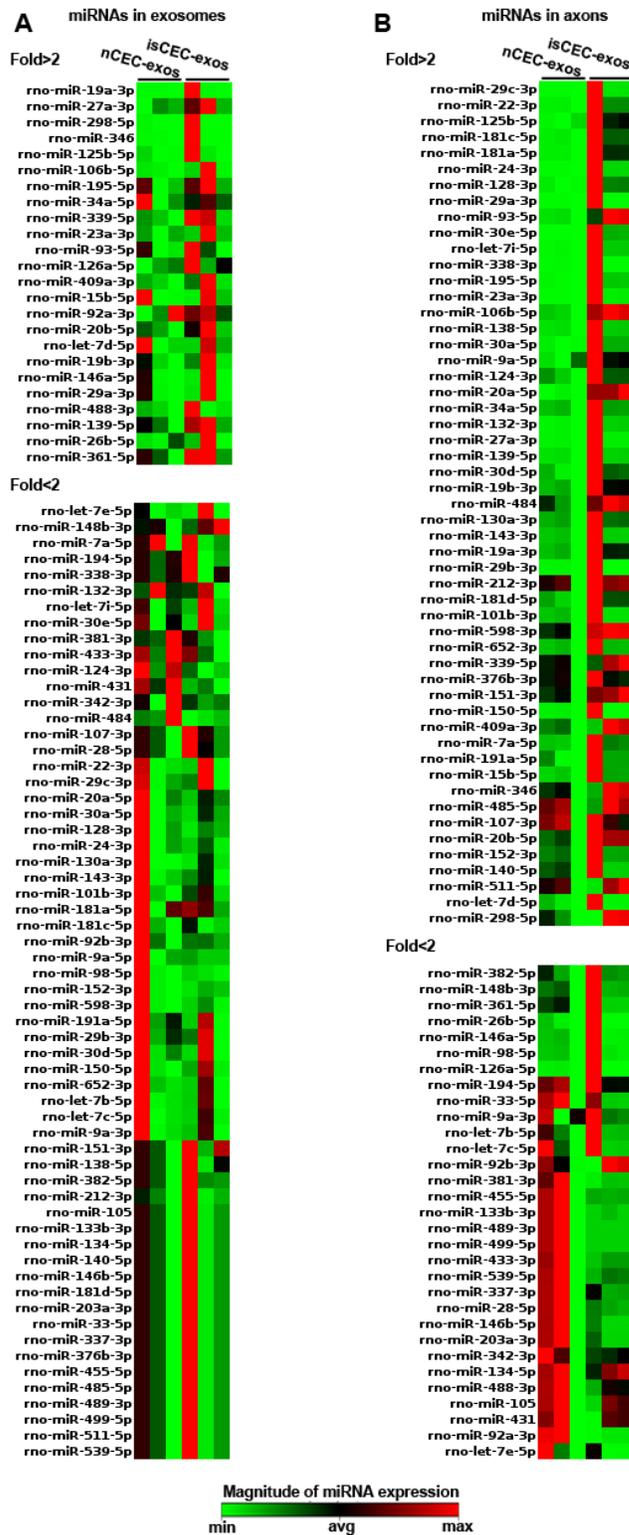 A
miRNAs in exosomes
Fold>2
nCEC-exos
isCEC-exos
rno-miR-19a-3p
rno-miR-27a-3p
rno-miR-298-5p
rno-miR-346
rno-miR-125b-5p
rno-miR-106b-5p
rno-miR-195-5p
rno-miR-34a-5p
rno-miR-339-5p
rno-miR-23a-3p
rno-miR-93-5p
rno-miR-126a-5p
rno-miR-409a-3p
rno-miR-15b-5p
rno-miR-92a-3p
rno-miR-20b-5p
rno-let-7d-5p
rno-miR-19b-3p
rno-miR-146a-5p
rno-miR-29a-3p
rno-miR-488-3p
rno-miR-139-5p
rno-miR-26b-5p
rno-miR-361-5p
Fold<2
rno-let-7e-5p
rno-miR-148b-3p
rno-miR-7a-5p
rno-miR-194-5p
rno-miR-338-3p
rno-miR-132-3p
rno-let-7i-5p
rno-miR-30e-5p
rno-miR-381-3p
rno-miR-433-3p
rno-miR-124-3p
rno-miR-431
rno-miR-342-3p
rno-miR-484
rno-miR-107-3p
rno-miR-28-5p
rno-miR-22-3p
rno-miR-29c-3p
rno-miR-20a-5p
rno-miR-30a-5p
rno-miR-128-3p
rno-miR-24-3p
rno-miR-130a-3p
rno-miR-143-3p
rno-miR-101b-3p
rno-miR-181a-5p
rno-miR-181c-5p
rno-miR-92b-3p
rno-miR-9a-5p
rno-miR-98-5p
rno-miR-152-3p
rno-miR-598-3p
rno-miR-191a-5p
rno-miR-29b-3p
rno-miR-30d-5p
rno-miR-150-5p
rno-miR-652-3p
rno-let-7b-5p
rno-let-7c-5p
rno-miR-9a-3p
rno-miR-151-3p
rno-miR-138-5p
rno-miR-382-5p
rno-miR-212-3p
rno-miR-105
rno-miR-133b-3p
rno-miR-134-5p
rno-miR-140-5p
rno-miR-146b-5p
rno-miR-181d-5p
rno-miR-203a-3p
rno-miR-33-5p
rno-miR-337-3p
rno-miR-376b-3p
rno-miR-455-5p
rno-miR-485-5p
rno-miR-489-3p
rno-miR-499-5p
rno-miR-511-5p
rno-miR-539-5p
B
miRNAs in axons
Fold>2
nCEC-exos
isCEC-exos
rno-miR-29c-3p
rno-miR-22-3p
rno-miR-125b-5p
rno-miR-181c-5p
rno-miR-181a-5p
rno-miR-24-3p
rno-miR-128-3p
rno-miR-29a-3p
rno-miR-93-5p
rno-miR-30e-5p
rno-let-7i-5p
rno-miR-338-3p
rno-miR-195-5p
rno-miR-23a-3p
rno-miR-106b-5p
rno-miR-138-5p
rno-miR-30a-5p
rno-miR-9a-5p
rno-miR-124-3p
rno-miR-20a-5p
rno-miR-34a-5p
rno-miR-132-3p
rno-miR-27a-3p
rno-miR-139-5p
rno-miR-30d-5p
rno-miR-19b-3p
rno-miR-484
rno-miR-130a-3p
rno-miR-143-3p
rno-miR-19a-3p
rno-miR-29b-3p
rno-miR-212-3p
rno-miR-181d-5p
rno-miR-101b-3p
rno-miR-598-3p
rno-miR-652-3p
rno-miR-339-5p
rno-miR-376b-3p
rno-miR-151-3p
rno-miR-150-5p
rno-miR-409a-3p
rno-miR-7a-5p
rno-miR-191a-5p
rno-miR-15b-5p
rno-miR-346
rno-miR-485-5p
rno-miR-107-3p
rno-miR-20b-5p
rno-miR-152-3p
rno-miR-140-5p
rno-miR-511-5p
rno-let-7d-5p
rno-miR-298-5p
Fold<2
rno-miR-382-5p
rno-miR-148b-3p
rno-miR-361-5p
rno-miR-26b-5p
rno-miR-146a-5p
rno-miR-98-5p
rno-miR-126a-5p
rno-miR-194-5p
rno-miR-33-5p
rno-miR-9a-3p
rno-let-7b-5p
rno-let-7c-5p
rno-miR-92b-3p
rno-miR-381-3p
rno-miR-455-5p
rno-miR-133b-3p
rno-miR-489-3p
rno-miR-499-5p
rno-miR-433-3p
rno-miR-539-5p
rno-miR-337-3p
rno-miR-28-5p
rno-miR-146b-5p
rno-miR-203a-3p
rno-miR-342-3p
rno-miR-134-5p
rno-miR-488-3p
rno-miR-105
rno-miR-431
rno-miR-92a-3p
rno-let-7e-5p
Magnitude of miRNA expression
min avg max